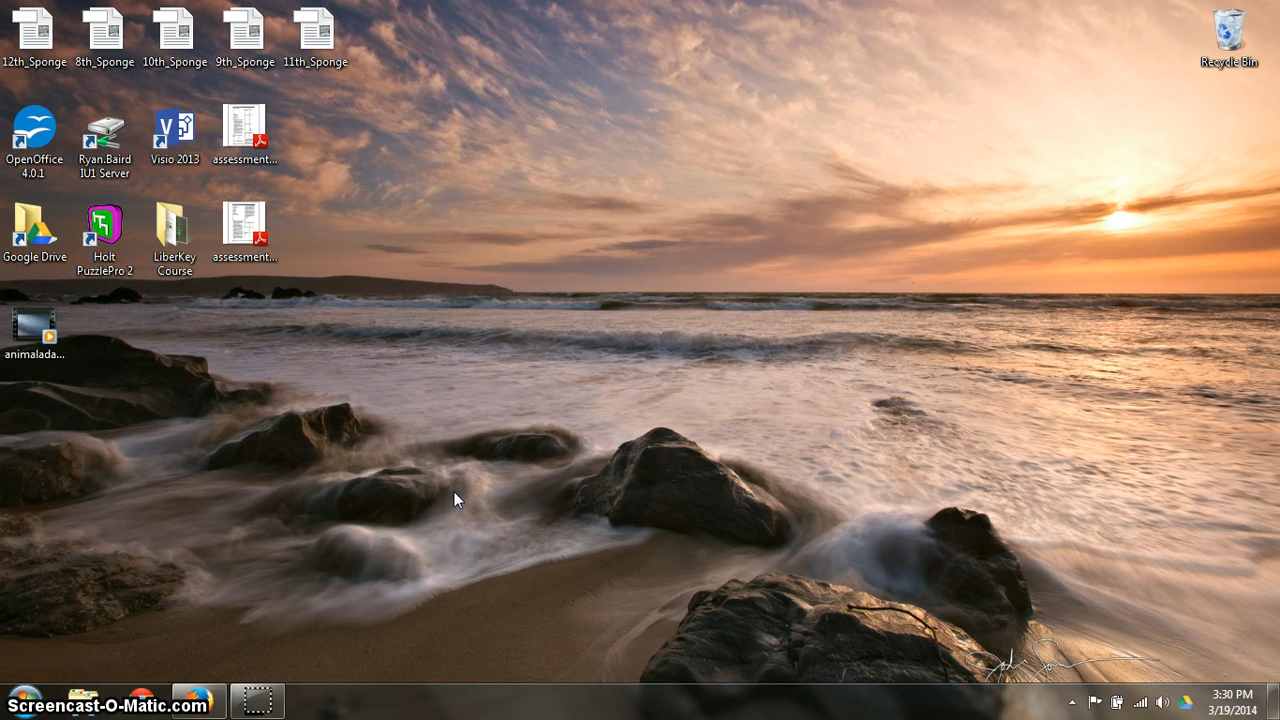 12th_Sponge 8th_Sponge 10th_Sponge 9th_Sponge 11th_Sponge Recycle Bin
OpenOffice 4.0.1
Ryan.Baird IU1 Server
Visio 2013
assessment...
Google Drive
Holt PuzzlePro 2
LiberKey Course
assessment...
animalada...
Screencast-O-Matic.com
3:30 PM
3/19/2014